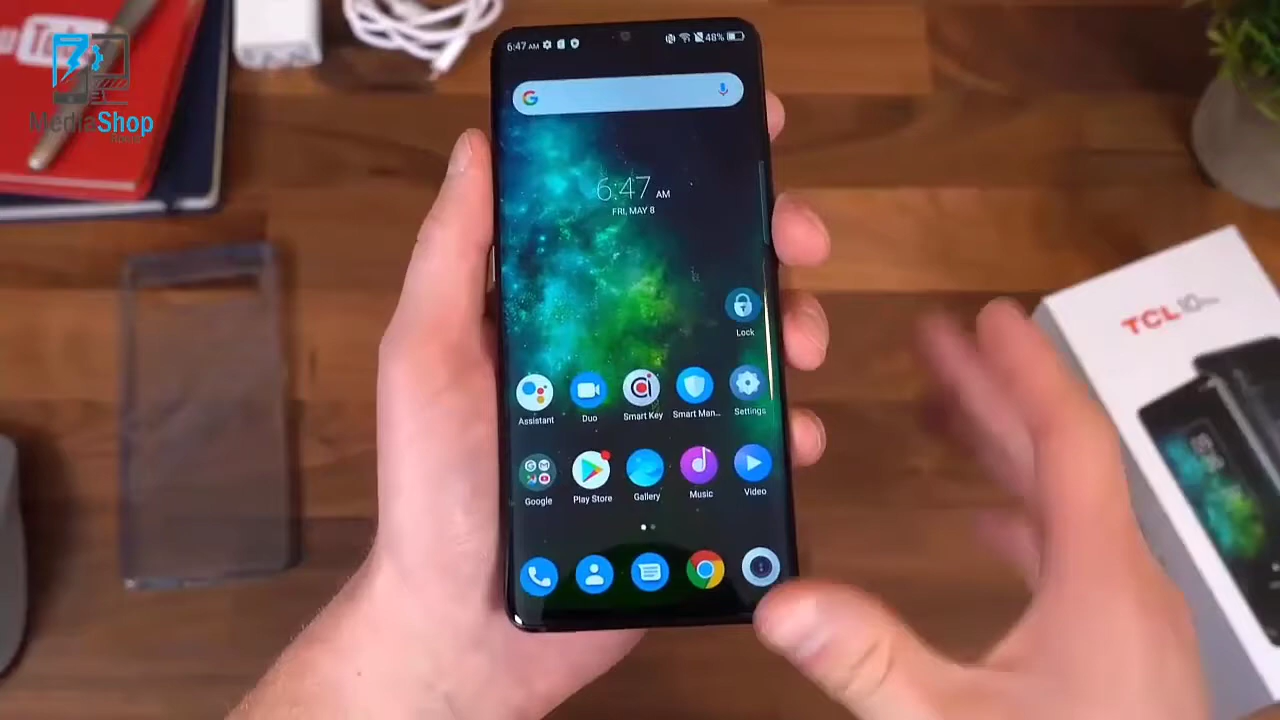 MediaShop
6:47 AM
48%
6:47 AM
FRI, MAY 8
Lock
Assistant
Duo
Smart Key
Smart Man...
Settings
Google
Play Store
Gallery
Music
Video
TCL 10